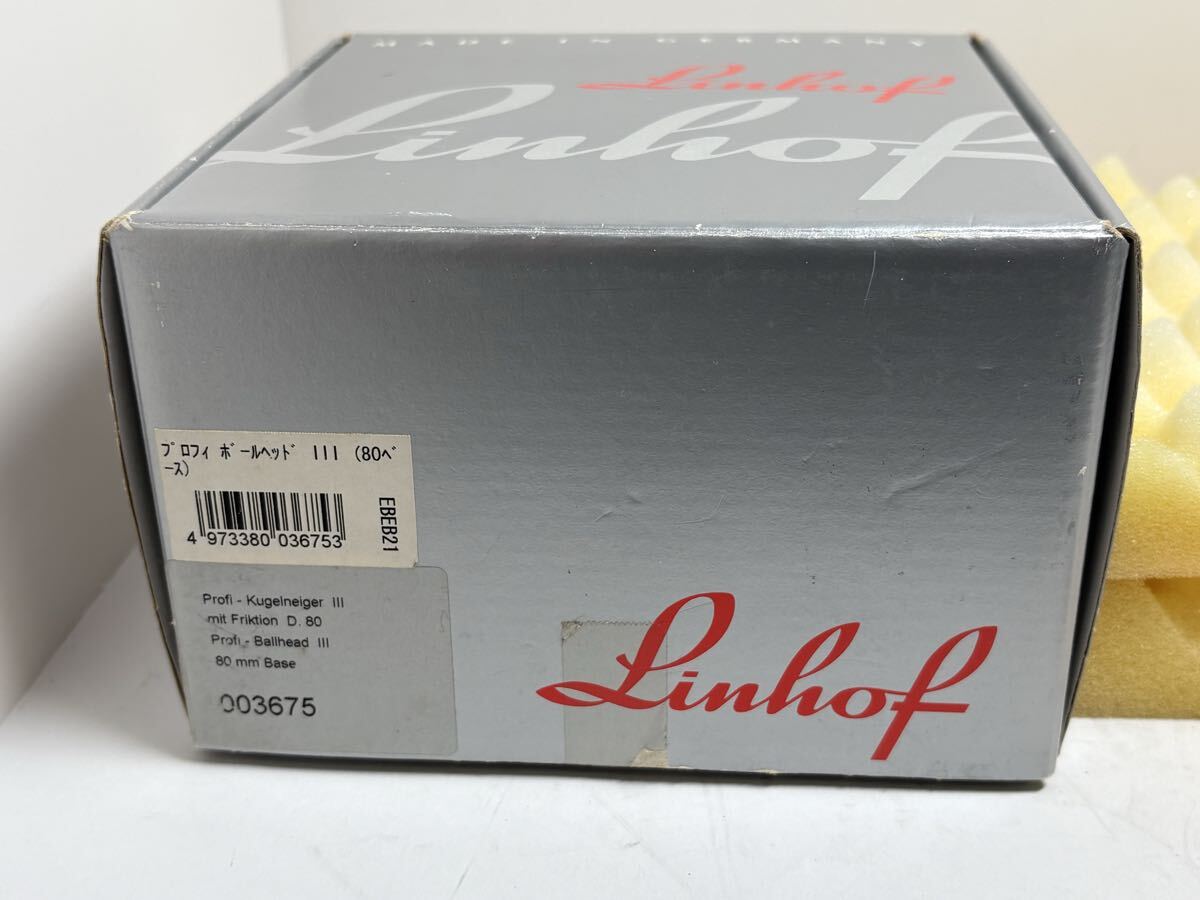 MADE IN GERMANY
Linhof
Linhof
ﾌﾟﾛﾌｨ ﾎﾞｰﾙﾍｯﾄﾞ III (80ﾍﾞ
ｰｽ)
4 973380 036753
EBEB21
Profi - Kugelneiger III
mit Friktion D. 80
Profi - Ballhead III
80 mm Base
003675
Linhof